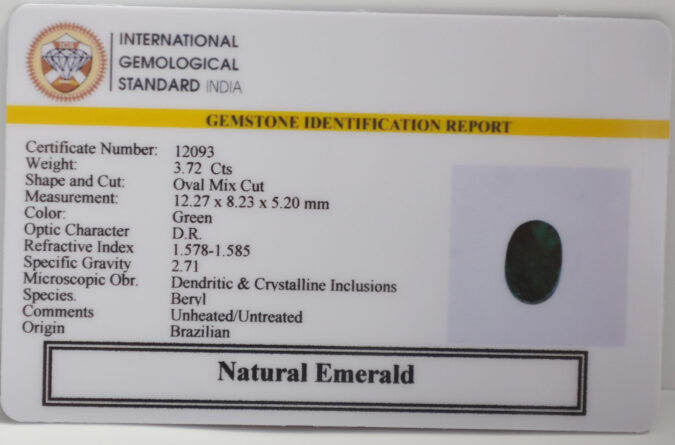 INTERNATIONAL
GEMOLOGICAL
STANDARD INDIA
GEMSTONE IDENTIFICATION REPORT
Certificate Number: 12093
Weight: 3.72 Cts
Shape and Cut: Oval Mix Cut
Measurement: 12.27 x 8.23 x 5.20 mm
Color: Green
Optic Character D.R.
Refractive Index 1.578-1.585
Specific Gravity 2.71
Microscopic Obr. Dendritic & Crystalline Inclusions
Species. Beryl
Comments Unheated/Untreated
Origin Brazilian
Natural Emerald